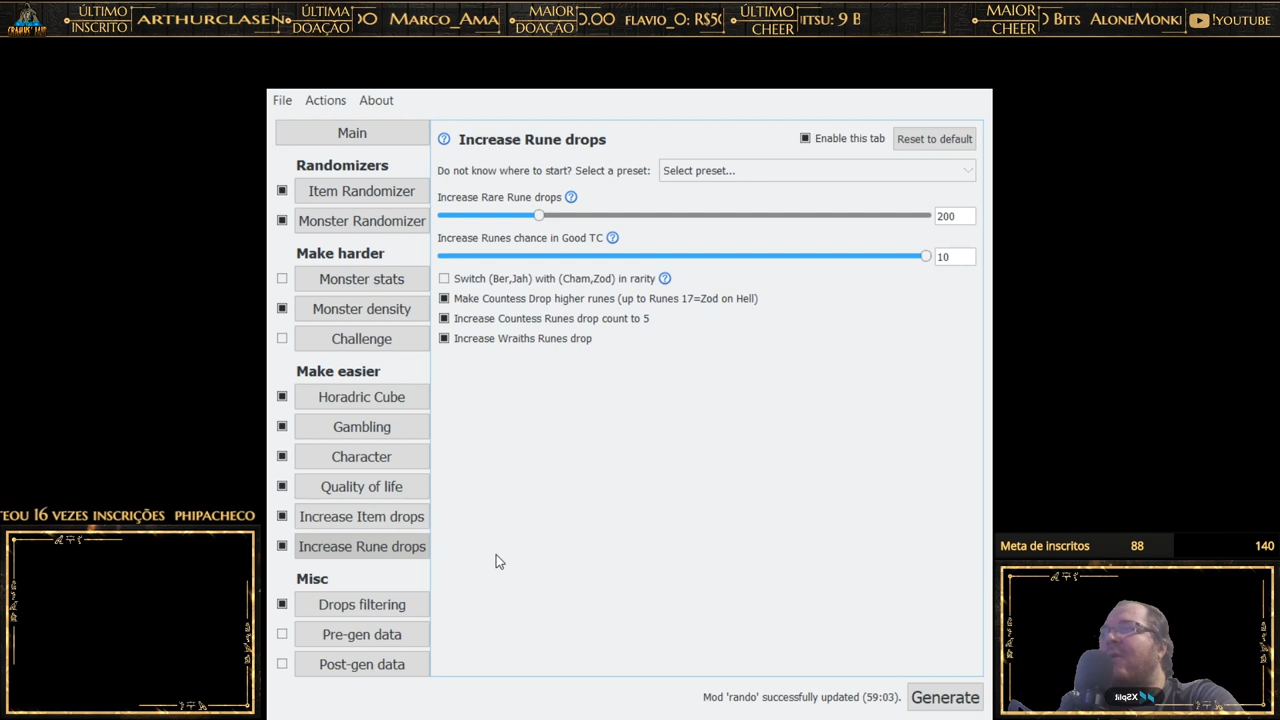 ÚLTIMO INSCRITO ARTHURCLASEN
ÚLTIMA DOAÇÃO Marco_Ama
MAIOR DOAÇÃO 0,00 flavio_O: R$5
ÚLTIMO CHEER ITSU: 9 B
MAIOR CHEER Bits AloneMonki
!YOUTUBE
File Actions About
Main
Randomizers
Item Randomizer
Monster Randomizer
Make harder
Monster stats
Monster density
Challenge
Make easier
Horadric Cube
Gambling
Character
Quality of life
Increase Item drops
Increase Rune drops
Misc
Drops filtering
Pre-gen data
Post-gen data
Increase Rune drops
Enable this tab
Reset to default
Do not know where to start? Select a preset: Select preset...
Increase Rare Rune drops
200
Increase Runes chance in Good TC
10
Switch (Ber,Jah) with (Cham,Zod) in rarity
Make Countess Drop higher runes (up to Runes 17=Zod on Hell)
Increase Countess Runes drop count to 5
Increase Wraiths Runes drop
Mod 'rando' successfully updated (59:03).
Generate
TEOU 16 VEZES INSCRIÇÕES PHIPACHECO
Meta de inscritos 88 140
XSplit